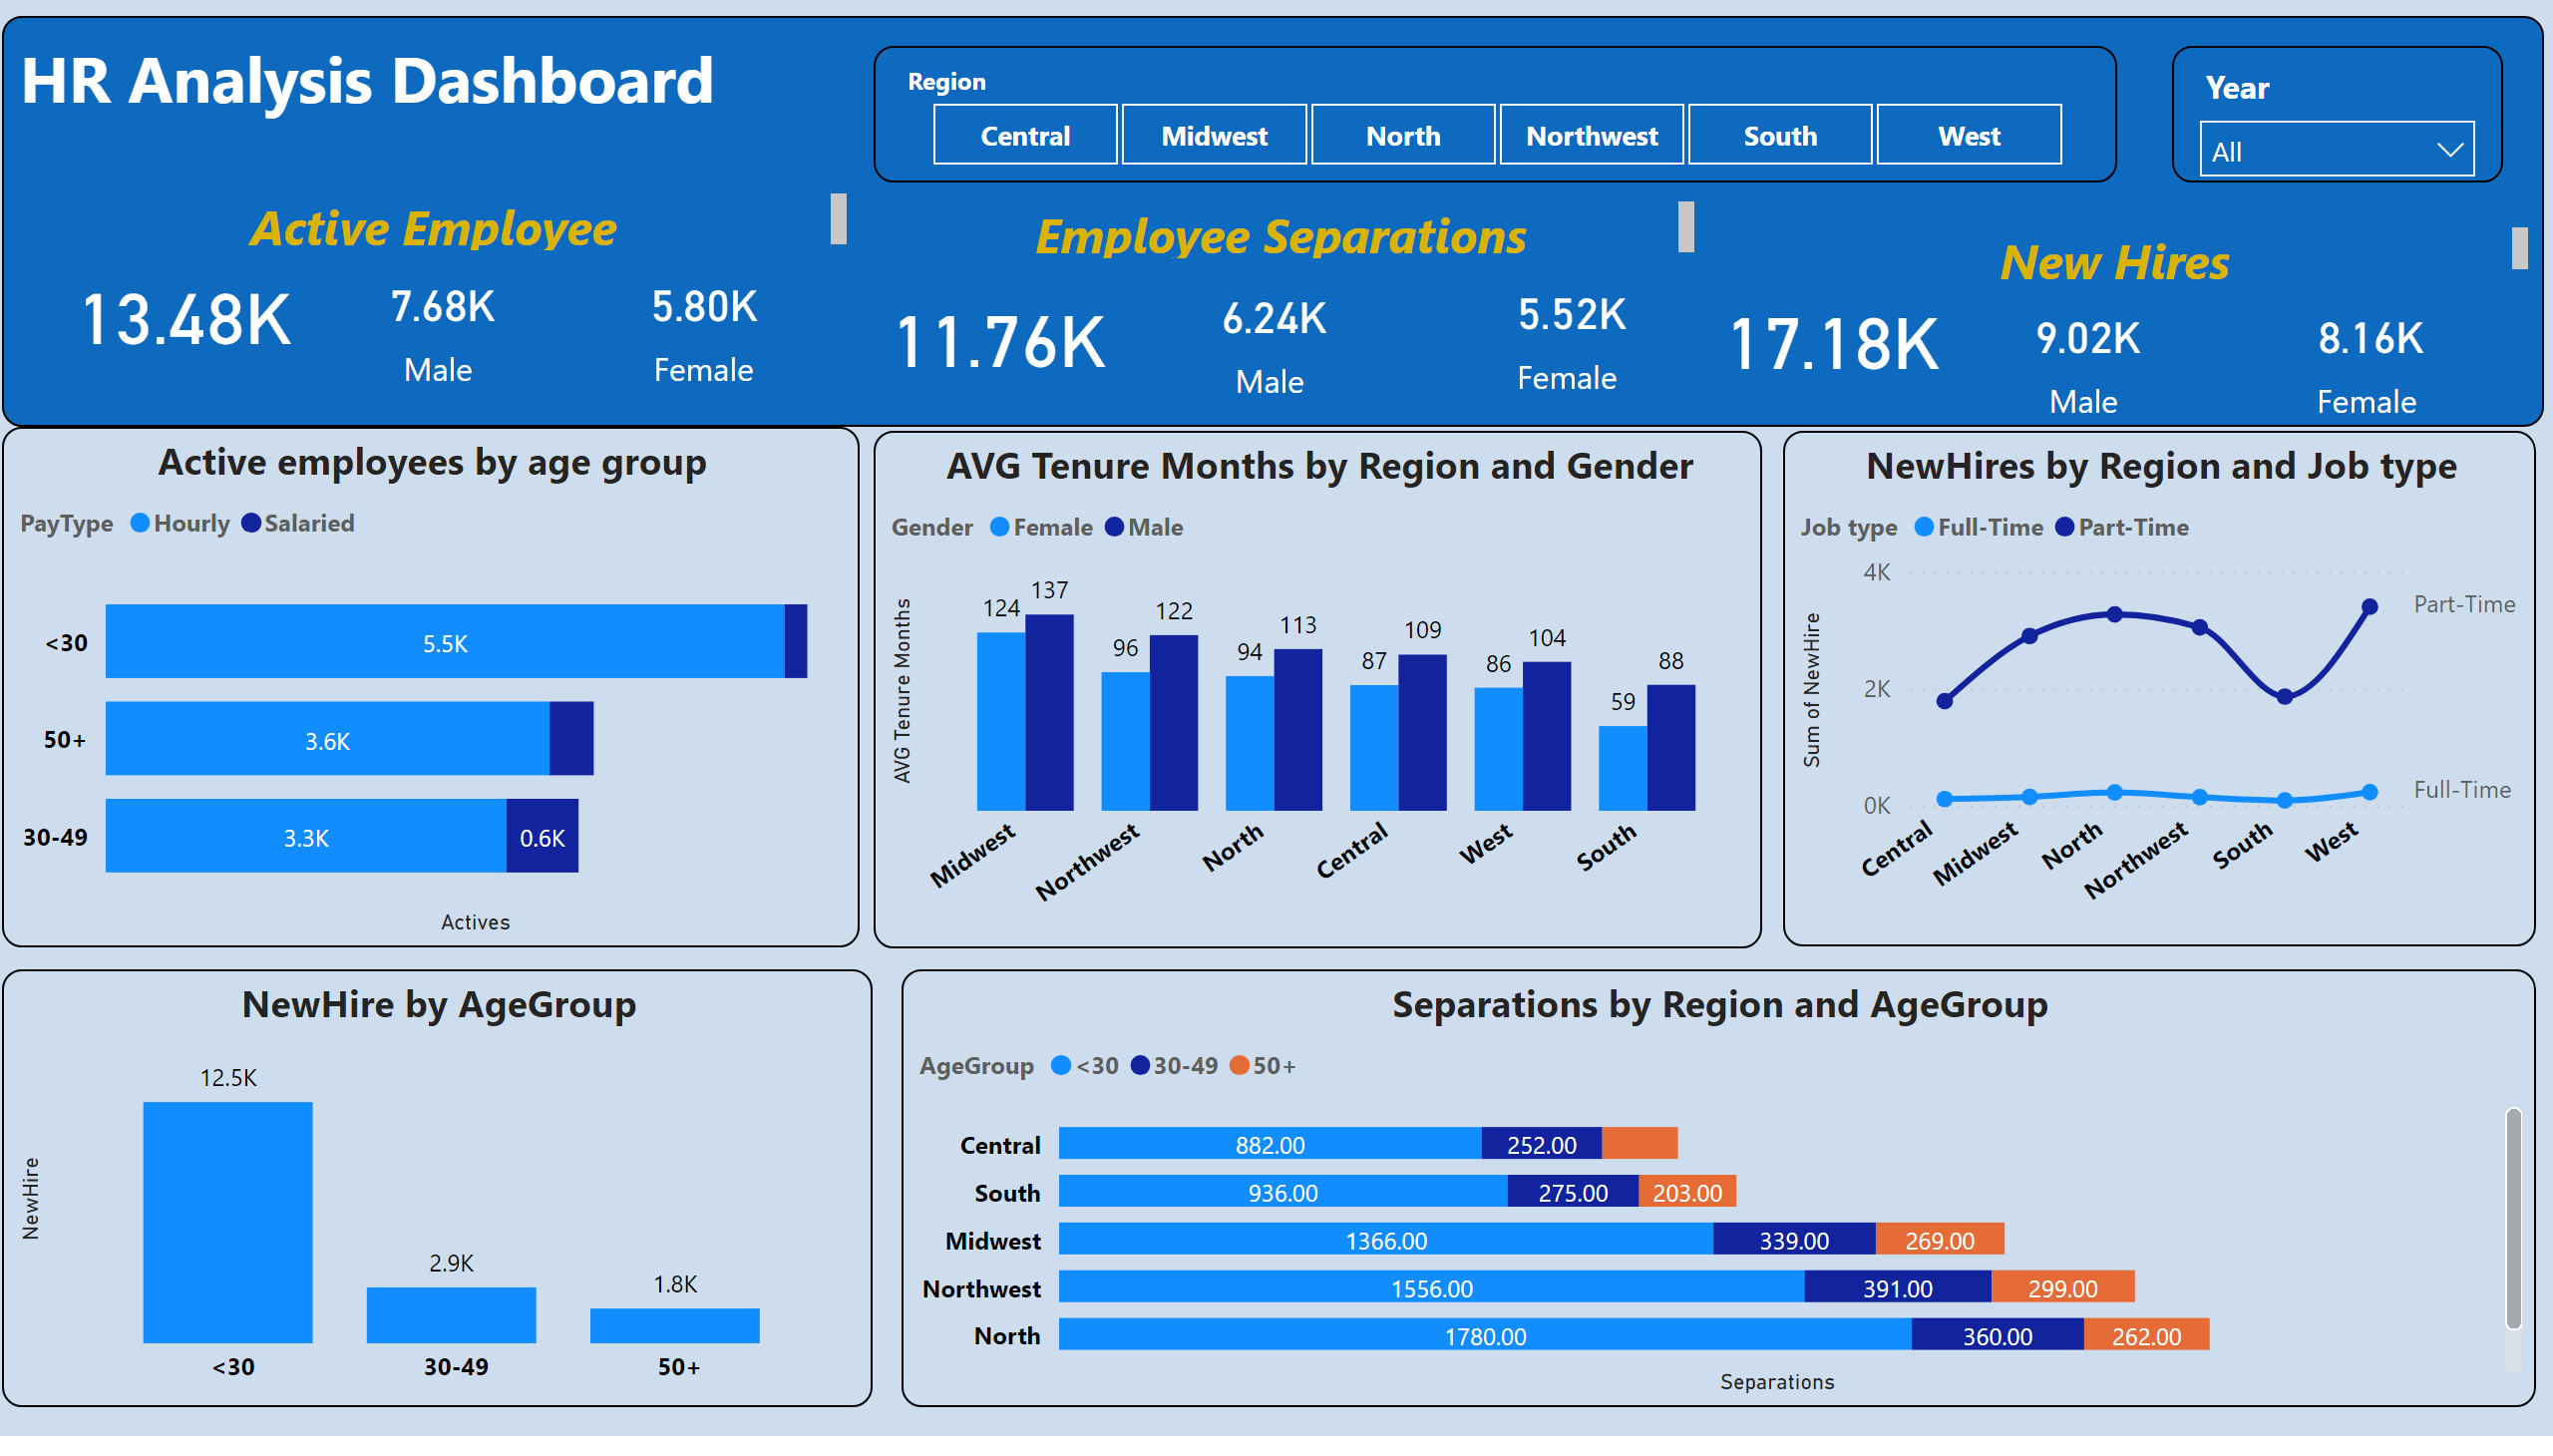 HR Analysis Dashboard
Region
Central Midwest North Northwest South West
Year
All
Active Employee
13.48K 7.68K 5.80K
Male Female
Employee Separations
11.76K 6.24K 5.52K
Male Female
New Hires
17.18K 9.02K 8.16K
Male Female
Active employees by age group
PayType Hourly Salaried
<30 5.5K
50+ 3.6K
30-49 3.3K 0.6K
Actives
AVG Tenure Months by Region and Gender
Gender Female Male
AVG Tenure Months
124 137 96 122 94 113 87 109 86 104 59 88
Midwest Northwest North Central West South
NewHires by Region and Job type
Job type Full-Time Part-Time
Sum of NewHire
4K
Part-Time
2K
Full-Time
0K
Central Midwest North Northwest South West
NewHire by AgeGroup
NewHire
12.5K
2.9K
1.8K
<30 30-49 50+
Separations by Region and AgeGroup
AgeGroup <30 30-49 50+
Central 882.00 252.00
South 936.00 275.00 203.00
Midwest 1366.00 339.00 269.00
Northwest 1556.00 391.00 299.00
North 1780.00 360.00 262.00
Separations